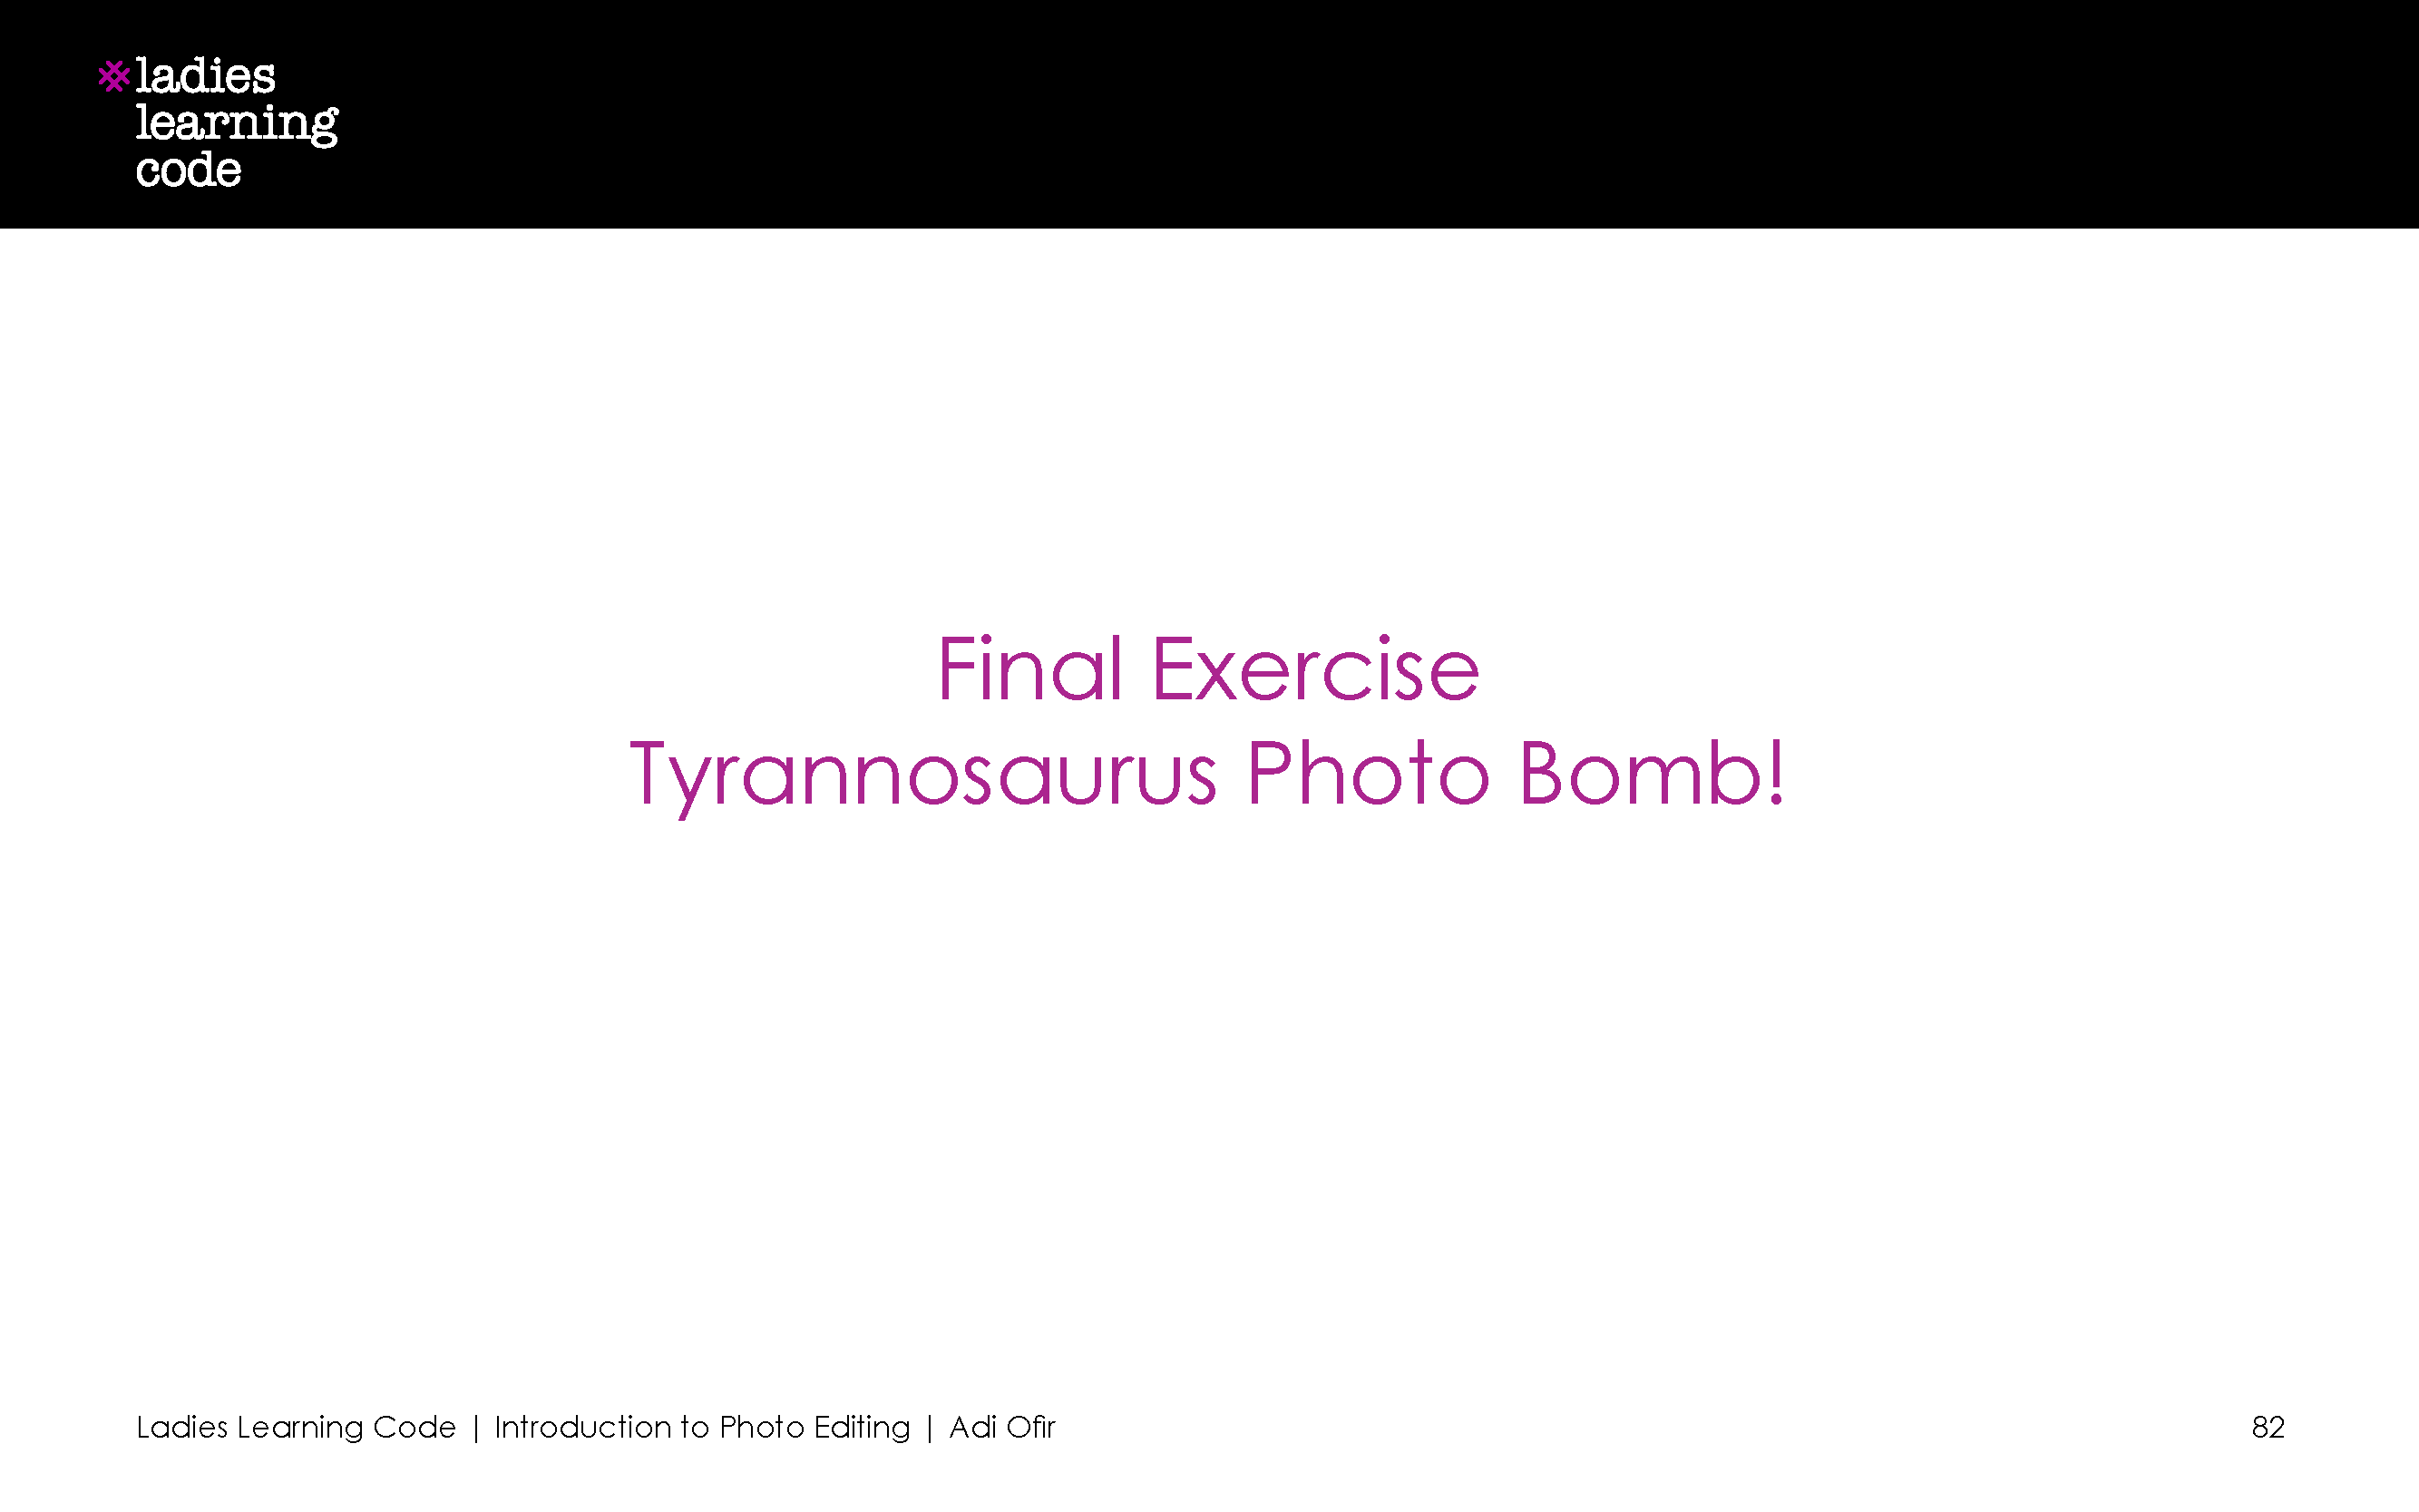 ladies
learning
code
Final Exercise
Tyrannosaurus Photo Bomb!
Ladies Learning Code | Introduction to Photo Editing | Adi Ofir
82